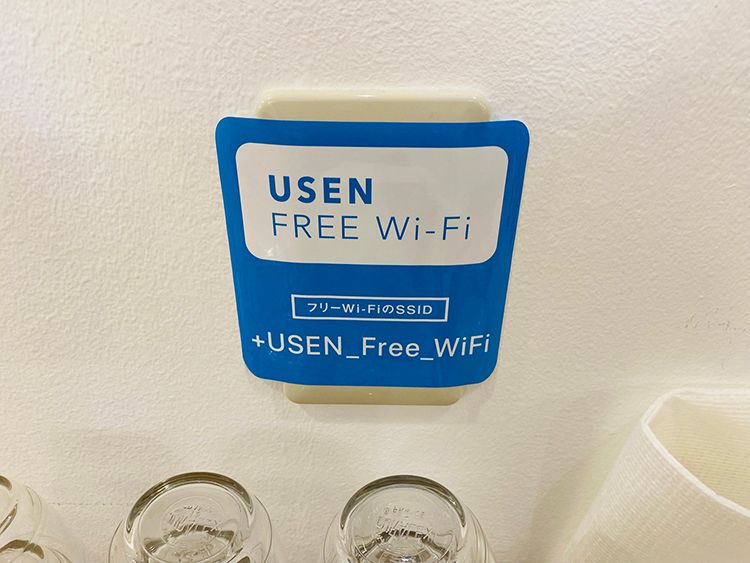 USEN
FREE Wi-Fi
フリーWi-FiのSSID
+USEN_Free_WiFi